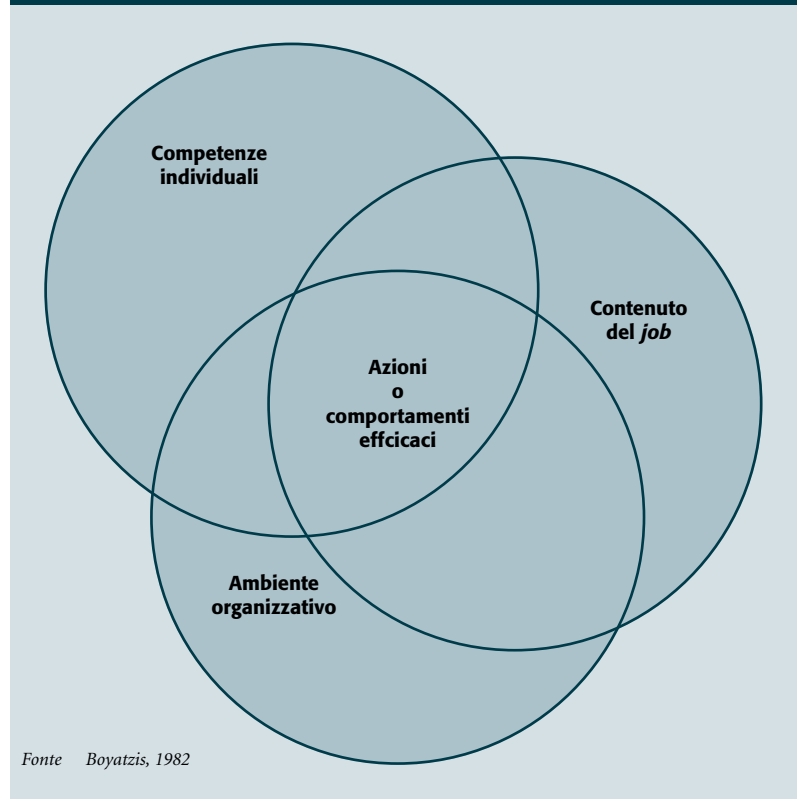 Competenze
individuali
Contenuto
del job
Azioni
o
comportamenti
effcicaci
Ambiente
organizzativo
Fonte Boyatzis, 1982